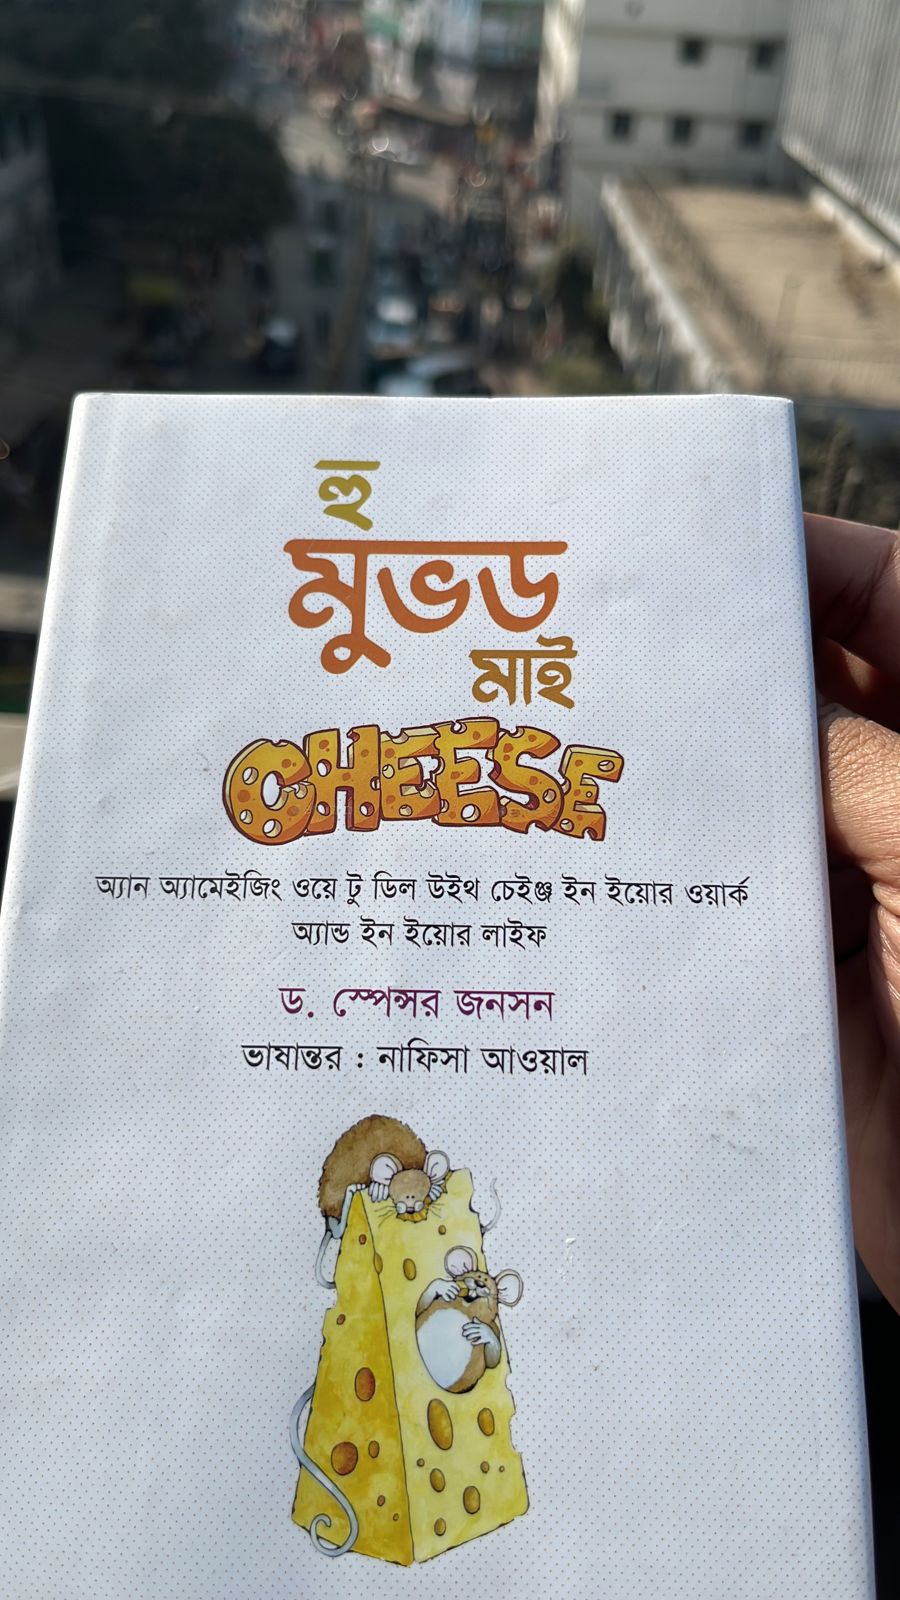 হু
মুভড
মাই
CHEESE
অ্যান অ্যামেইজিং ওয়ে টু ডিল উইথ চেইঞ্জ ইন ইয়োর ওয়ার্ক
অ্যান্ড ইন ইয়োর লাইফ
ড. স্পেন্সর জনসন
ভাষান্তর : নাফিসা আওয়াল